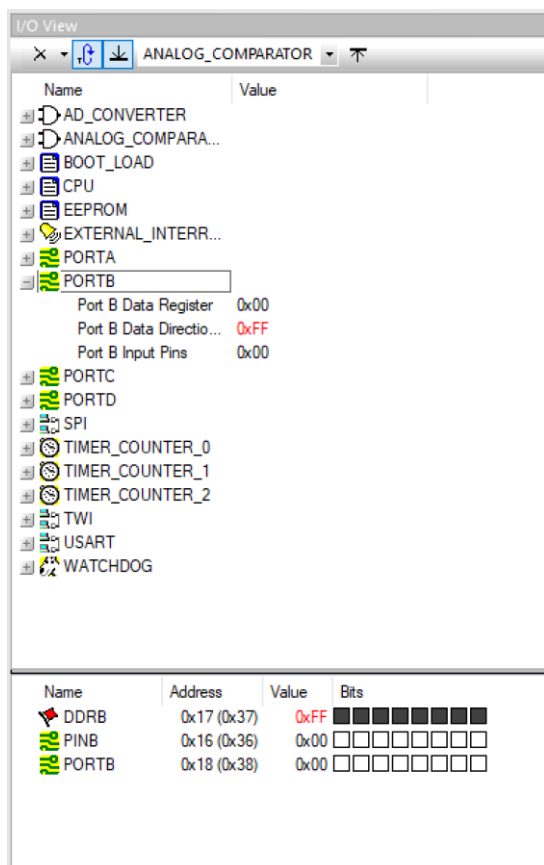 I/O View
ANALOG_COMPARATOR
Name Value
AD_CONVERTER
ANALOG_COMPARA...
BOOT_LOAD
CPU
EEPROM
EXTERNAL_INTERR...
PORTA
PORTB
Port B Data Register 0x00
Port B Data Directio... 0xFF
Port B Input Pins 0x00
PORTC
PORTD
SPI
TIMER_COUNTER_0
TIMER_COUNTER_1
TIMER_COUNTER_2
TWI
USART
WATCHDOG
Name Address Value Bits
DDRB 0x17 (0x37) 0xFF
PINB 0x16 (0x36) 0x00
PORTB 0x18 (0x38) 0x00